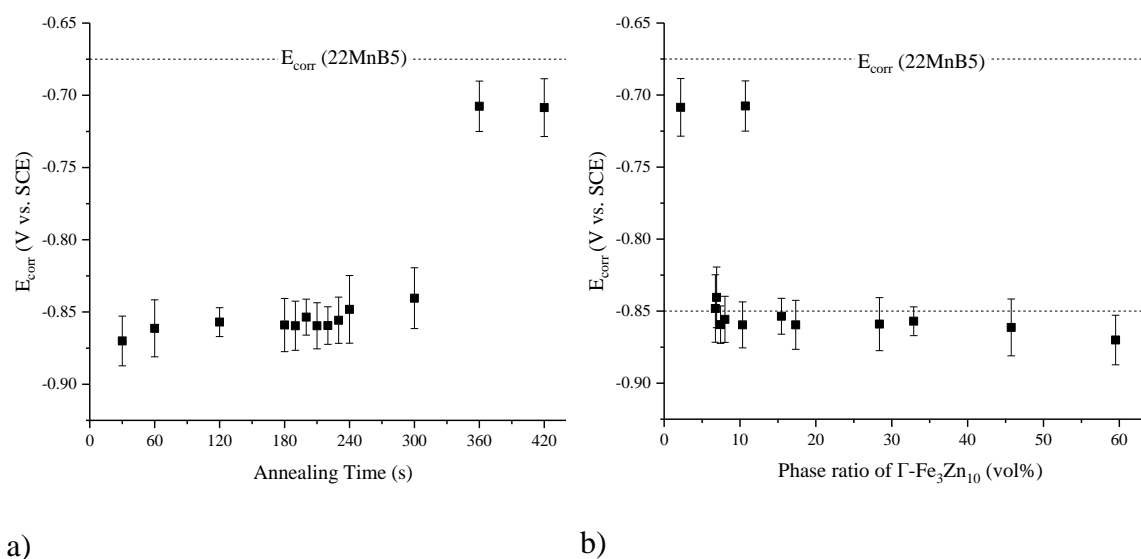 -0.65
-0.70
-0.75
-0.80
-0.85
-0.90
E_corr (V vs. SCE)
E_corr (22MnB5)
0 60 120 180 240 300 360 420
Annealing Time (s)
a)
-0.65
-0.70
-0.75
-0.80
-0.85
-0.90
E_corr (V vs. SCE)
E_corr (22MnB5)
0 10 20 30 40 50 60
Phase ratio of Γ-Fe₃Zn₁₀ (vol%)
b)